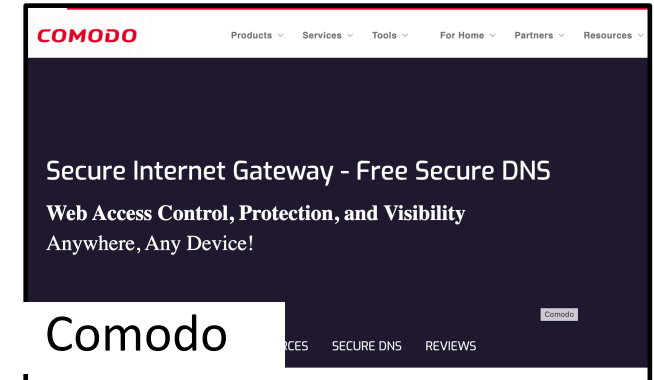 COMODO
Products Services Tools For Home Partners Resources
Secure Internet Gateway - Free Secure DNS
Web Access Control, Protection, and Visibility
Anywhere, Any Device!
Comodo
Comodo
SECURE DNS REVIEWS